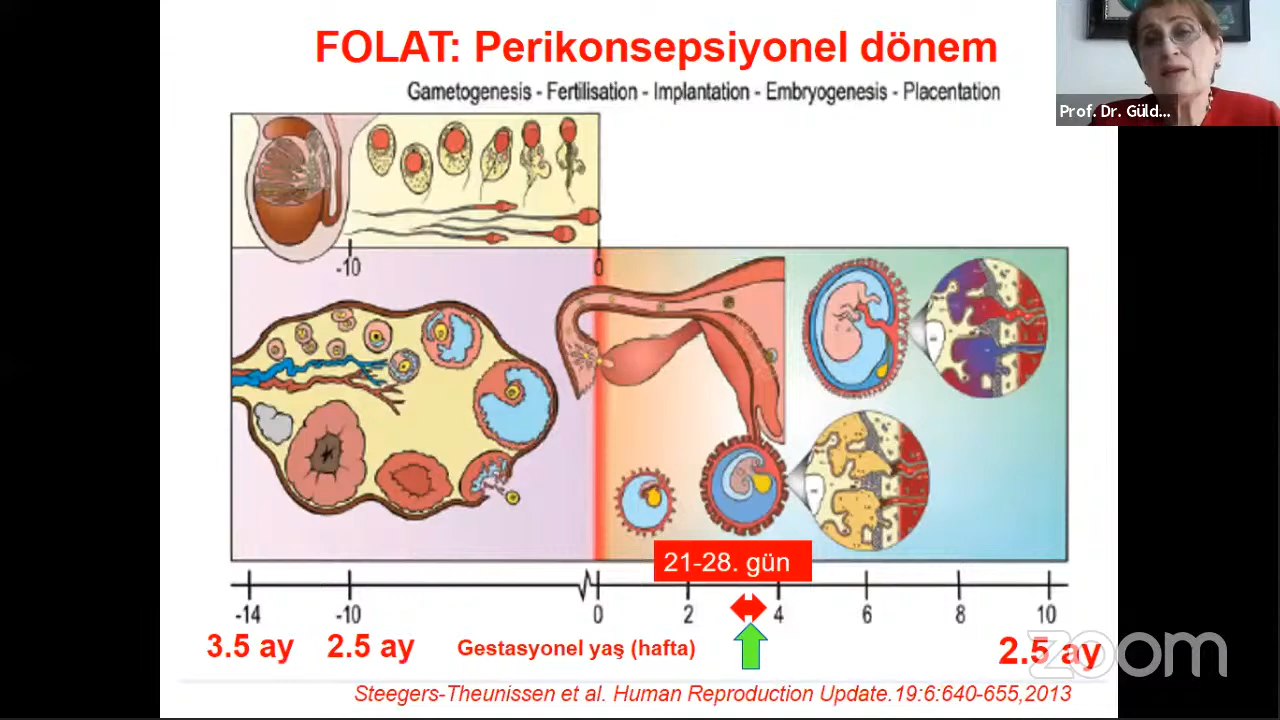 FOLAT: Perikonsepsiyonel dönem
Gametogenesis - Fertilisation - Implantation - Embryogenesis - Placentation
Prof. Dr. Güld...
-10
0
21-28. gün
-14
-10
0
2
4
6
8
10
3.5 ay
2.5 ay
Gestasyonel yaş (hafta)
2.5 ay
zoom
Steegers-Theunissen et al. Human Reproduction Update.19:6:640-655,2013